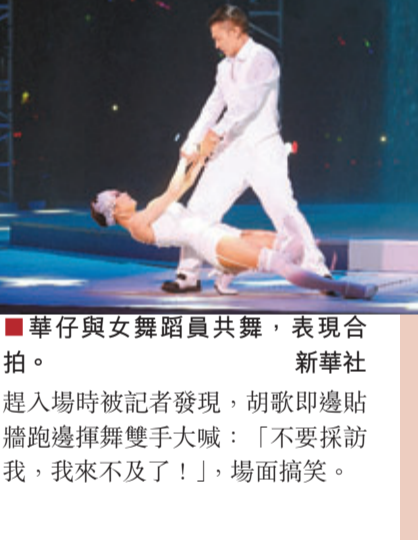 ■華仔與女舞蹈員共舞,表現合
拍。 新華社
趕入場時被記者發現,胡歌即邊貼
牆跑邊揮舞雙手大喊:「不要採訪
我,我來不及了!」,場面搞笑。